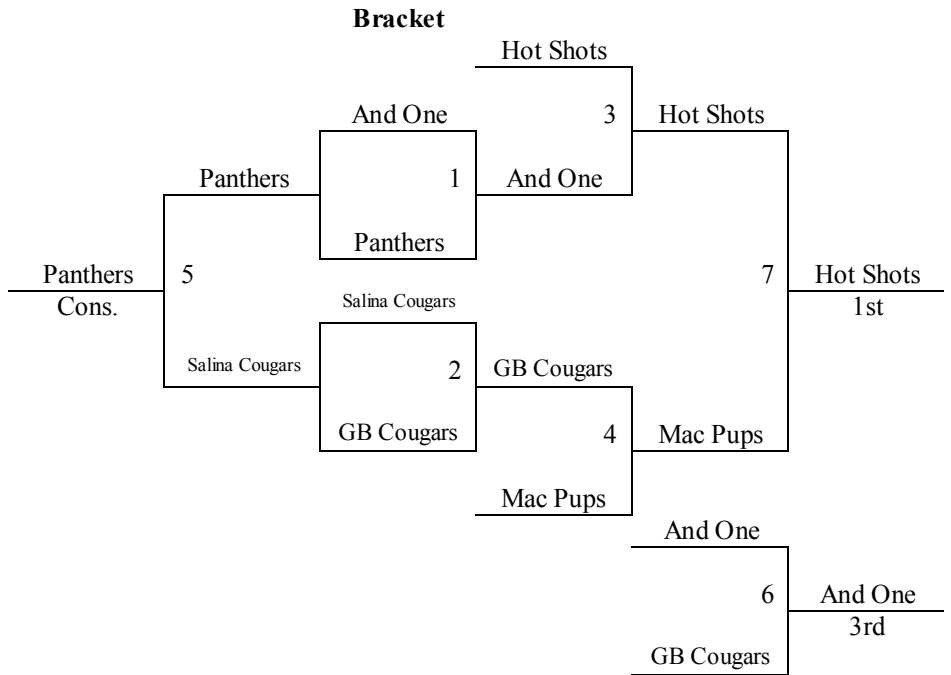 Bracket
Hot Shots
And One
3
Hot Shots
Panthers
1
And One
Panthers
Panthers
5
7
Hot Shots
Cons.
Salina Cougars
1st
Salina Cougars
2
GB Cougars
GB Cougars
4
Mac Pups
Mac Pups
And One
6
And One
3rd
GB Cougars